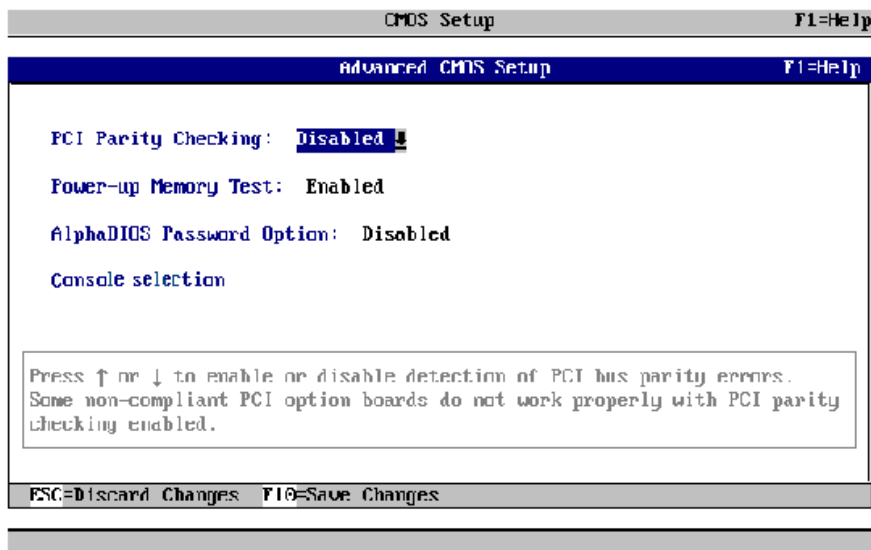 CMOS Setup F1=Help
Advanced CMOS Setup F1=Help
PCI Parity Checking: Disabled ↓
Power-up Memory Test: Enabled
AlphaBIOS Password Option: Disabled
Console selection
Press ↑ or ↓ to enable or disable detection of PCI bus parity errors.
Some non-compliant PCI option boards do not work properly with PCI parity
checking enabled.
ESC=Discard Changes F10=Save Changes